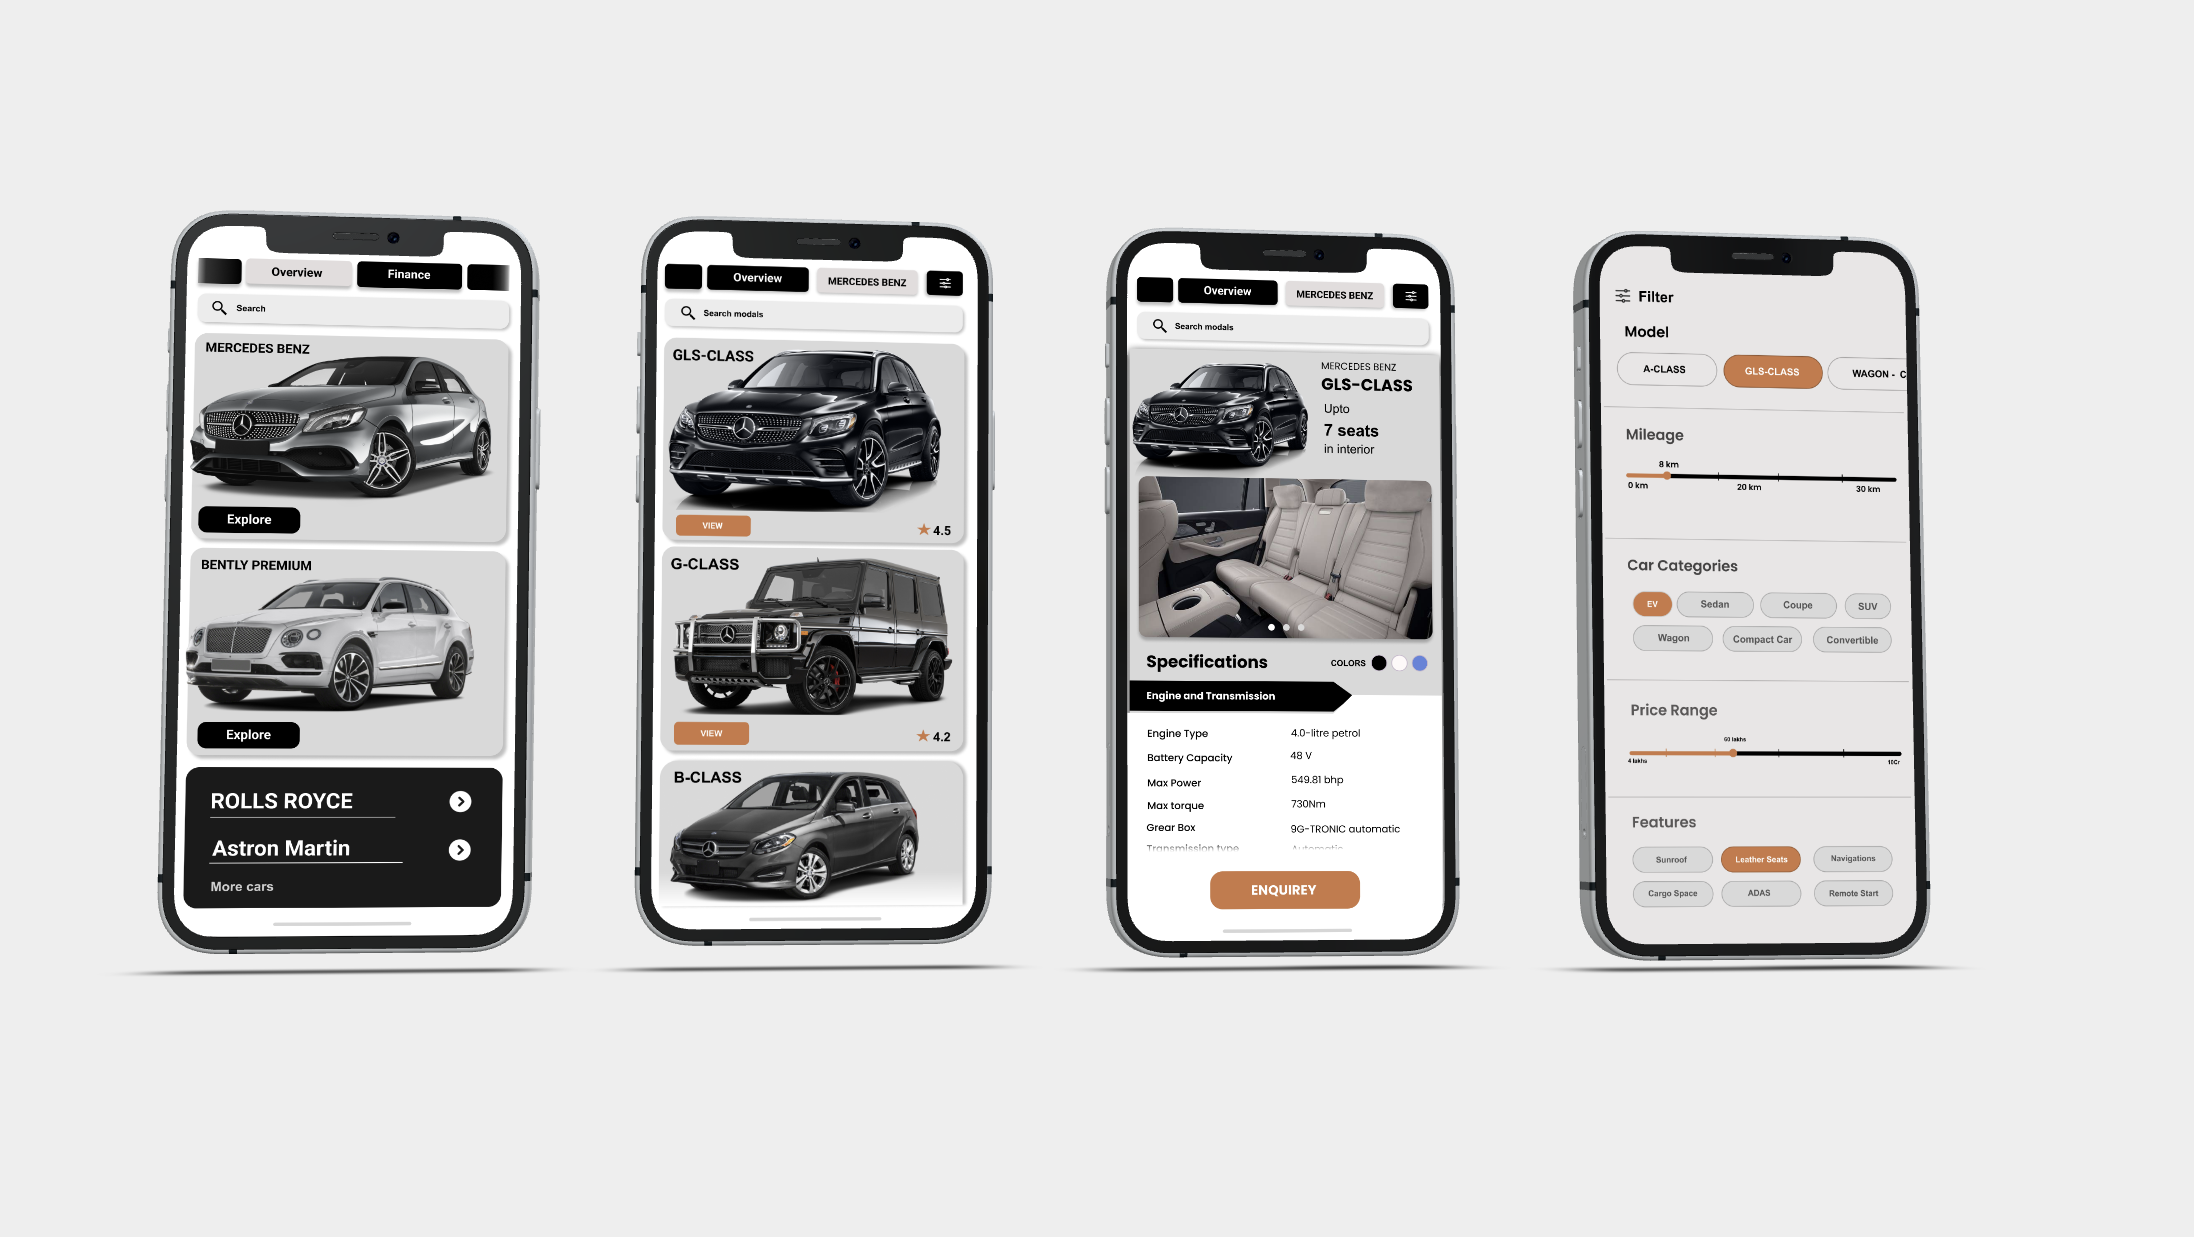 Overview
Finance
Search
MERCEDES BENZ
Explore
BENTLY PREMIUM
Explore
ROLLS ROYCE
Astron Martin
More cars
Overview
MERCEDES BENZ
Search modals
GLS-CLASS
VIEW
4.5
G-CLASS
VIEW
4.2
B-CLASS
Overview
MERCEDES BENZ
Search modals
MERCEDES BENZ
GLS-CLASS
Upto
7 seats
in interior
Specifications
COLORS
Engine and Transmission
Engine Type 4.0-litre petrol
Battery Capacity 48 V
Max Power 549.81 bhp
Max torque 730Nm
Grear Box 9G-TRONIC automatic
Transmission type Automatic
ENQUIREY
Filter
Model
A-CLASS GLS-CLASS WAGON - C
Mileage
8 km
0 km 20 km 30 km
Car Categories
EV Sedan Coupe SUV
Wagon Compact Car Convertible
Price Range
60 lakhs
4 lakhs 10Cr
Features
Sunroof Leather Seats Navigations
Cargo Space ADAS Remote Start